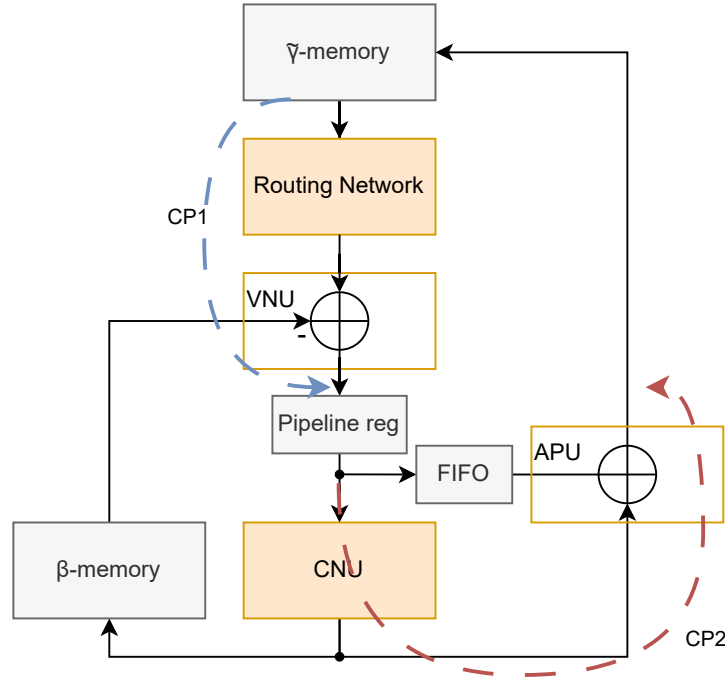 γ̃-memory
Routing Network
CP1
VNU
-
Pipeline reg
APU
FIFO
β-memory
CNU
CP2